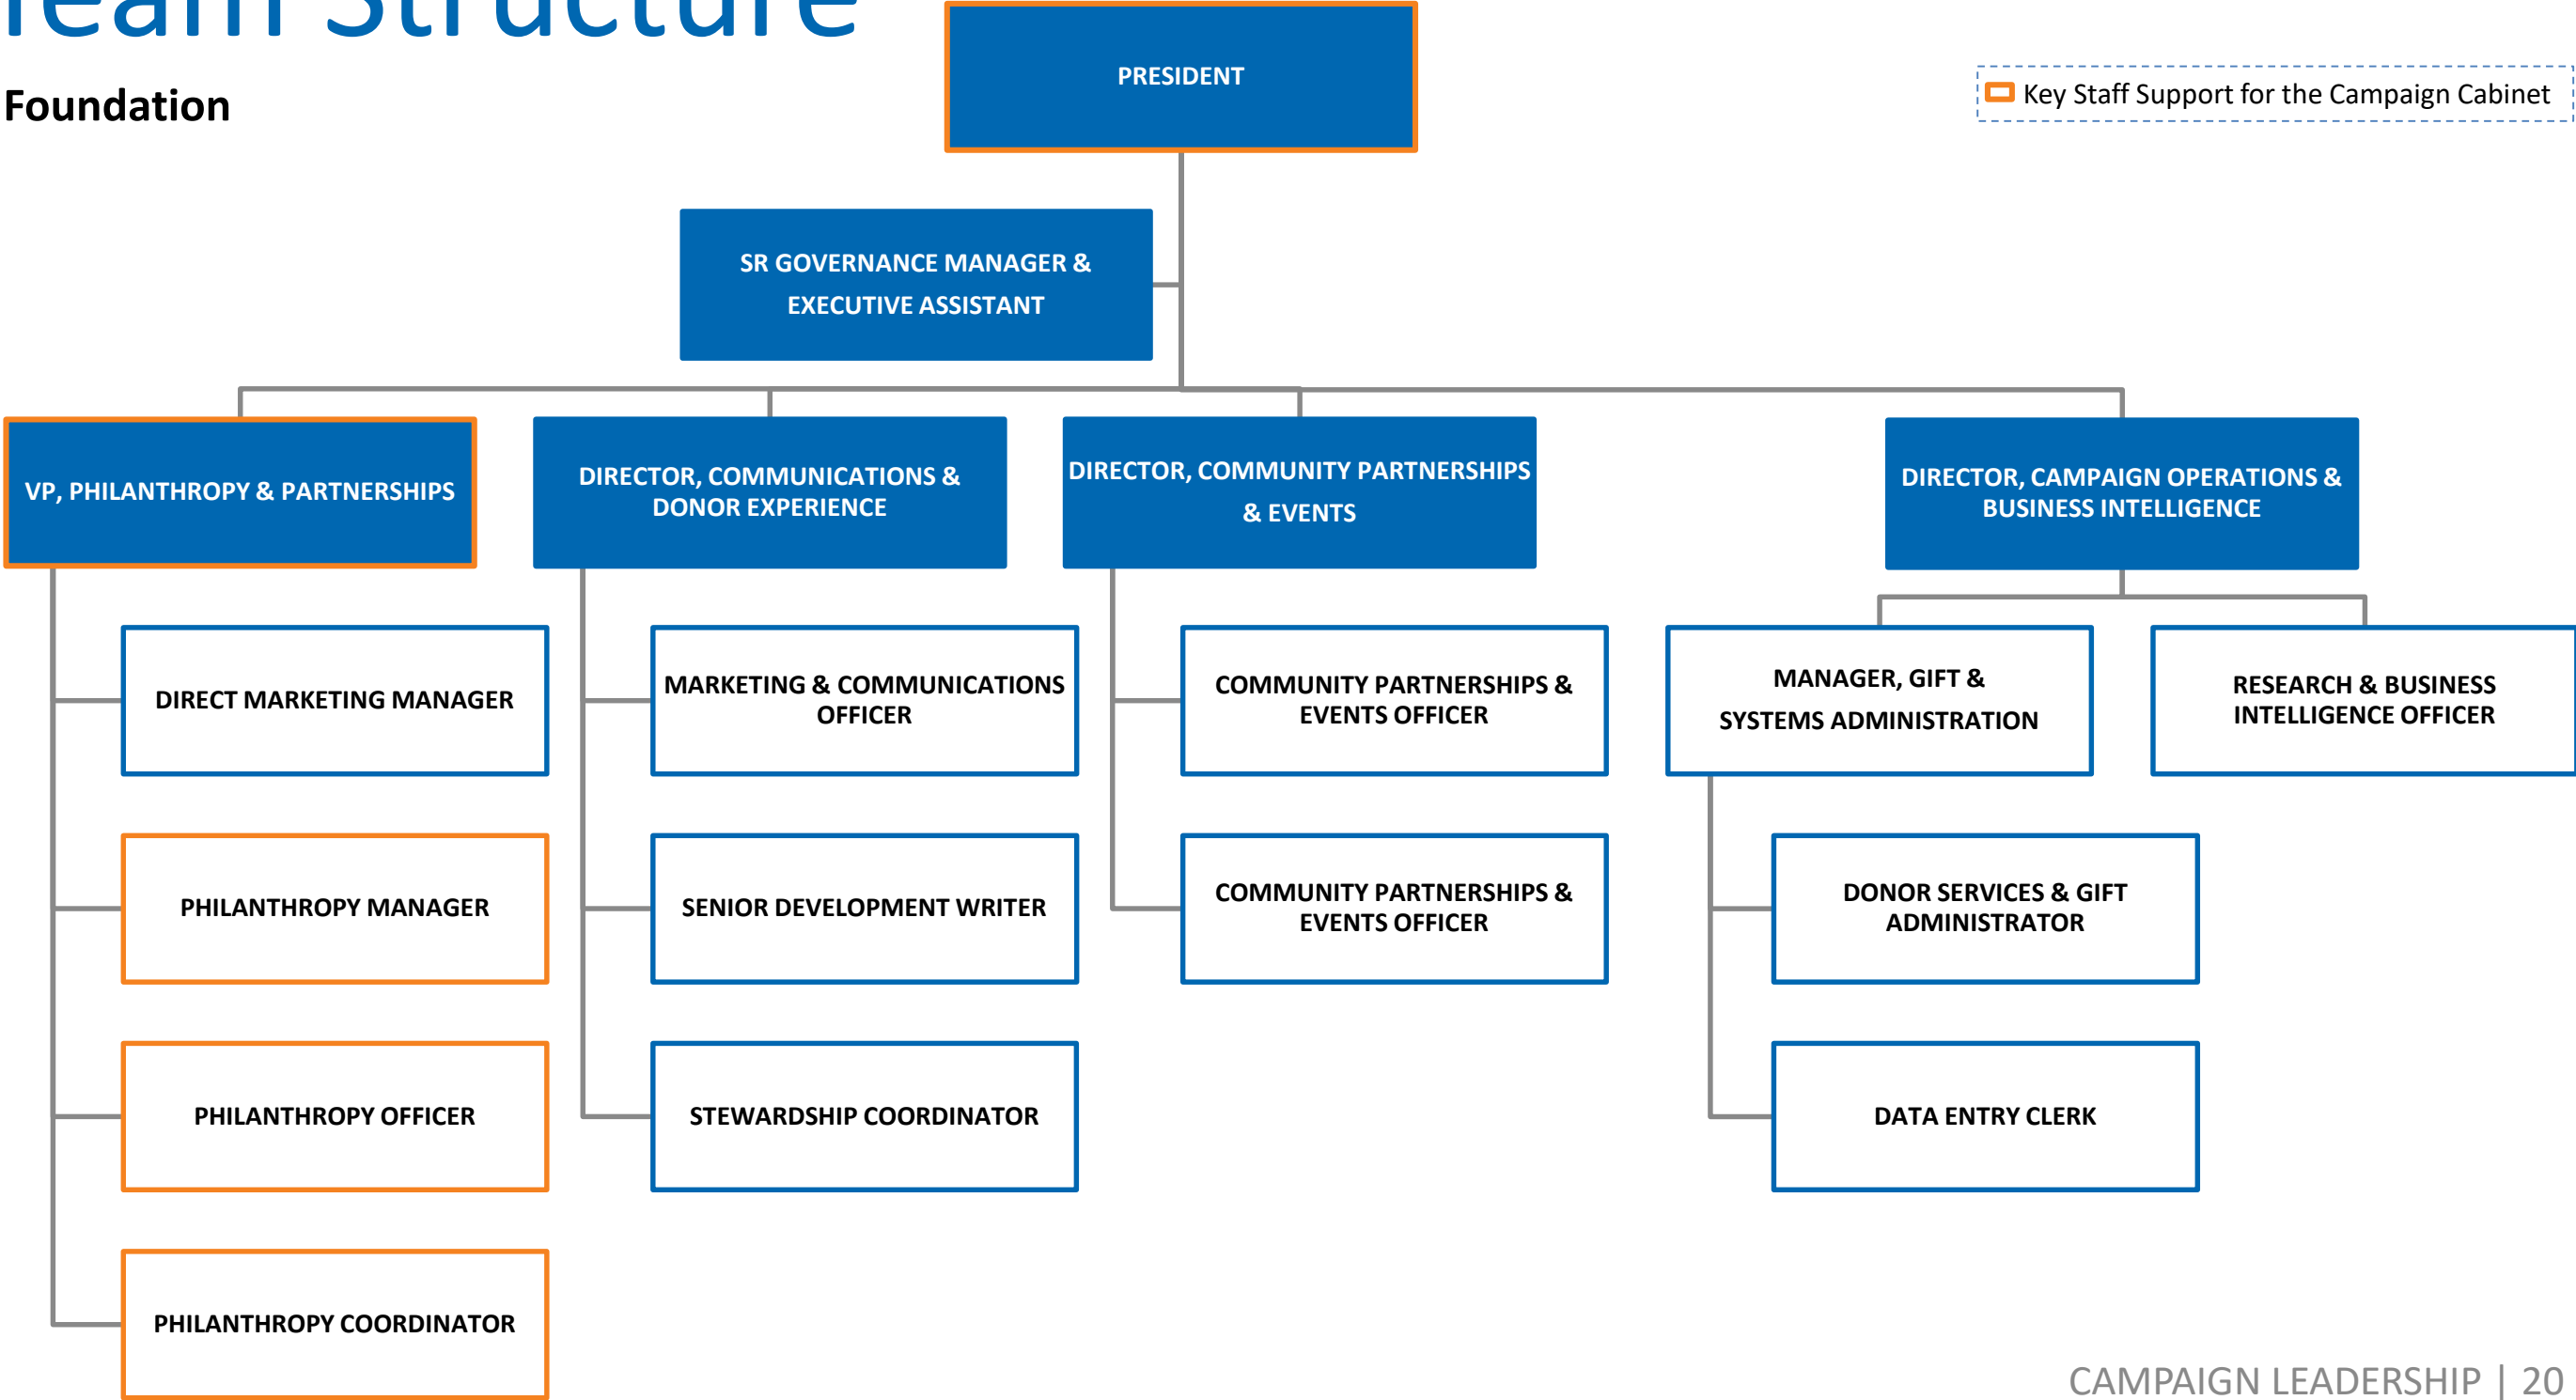 Team Structure
Foundation
PRESIDENT
Key Staff Support for the Campaign Cabinet
SR GOVERNANCE MANAGER &
EXECUTIVE ASSISTANT
VP, PHILANTHROPY & PARTNERSHIPS
DIRECTOR, COMMUNICATIONS &
DONOR EXPERIENCE
DIRECTOR, COMMUNITY PARTNERSHIPS
& EVENTS
DIRECTOR, CAMPAIGN OPERATIONS &
BUSINESS INTELLIGENCE
DIRECT MARKETING MANAGER
MARKETING & COMMUNICATIONS
OFFICER
COMMUNITY PARTNERSHIPS &
EVENTS OFFICER
MANAGER, GIFT &
SYSTEMS ADMINISTRATION
RESEARCH & BUSINESS
INTELLIGENCE OFFICER
PHILANTHROPY MANAGER
SENIOR DEVELOPMENT WRITER
COMMUNITY PARTNERSHIPS &
EVENTS OFFICER
DONOR SERVICES & GIFT
ADMINISTRATOR
PHILANTHROPY OFFICER
STEWARDSHIP COORDINATOR
DATA ENTRY CLERK
PHILANTHROPY COORDINATOR
CAMPAIGN LEADERSHIP | 20